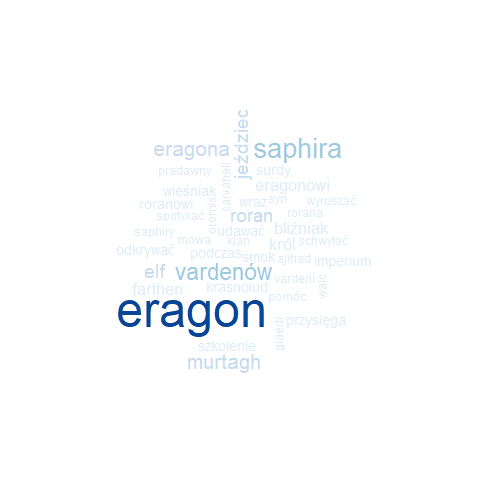 jeździec
eragona
saphira
pradawny
carvahall
surdy
wieśniak
eragonowi
oromis
roranowi
wraz
syn
wyruszać
spotykać
roran
rorana
saphiry
udawać
bliźniak
mowa
klan
król
schwytać
odkrywać
podczas
smok
ajihad
imperium
elf
vardenów
vardeni
farthen
krasnolud
walc
eragon
pomóc
glaedr
przysięga
szkolenie
murtagh